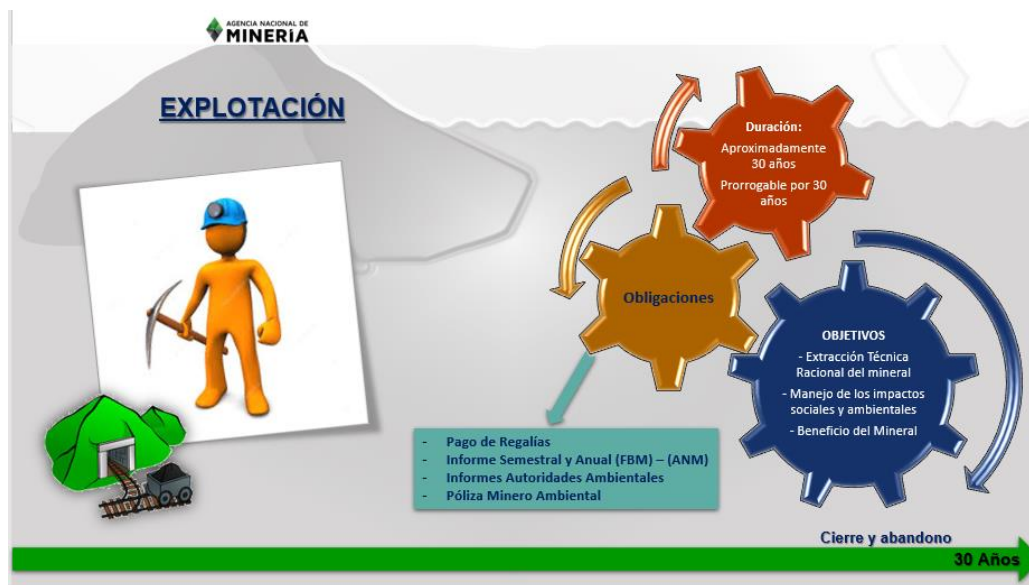 AGENCIA NACIONAL DE
MINERÍA
EXPLOTACIÓN
Duración:
Aproximadamente
30 años
Prorrogable por 30
años
Obligaciones
OBJETIVOS
- Extracción Técnica
Racional del mineral
- Manejo de los impactos
sociales y ambientales
- Beneficio del Mineral
- Pago de Regalías
- Informe Semestral y Anual (FBM) – (ANM)
- Informes Autoridades Ambientales
- Póliza Minero Ambiental
Cierre y abandono
30 Años